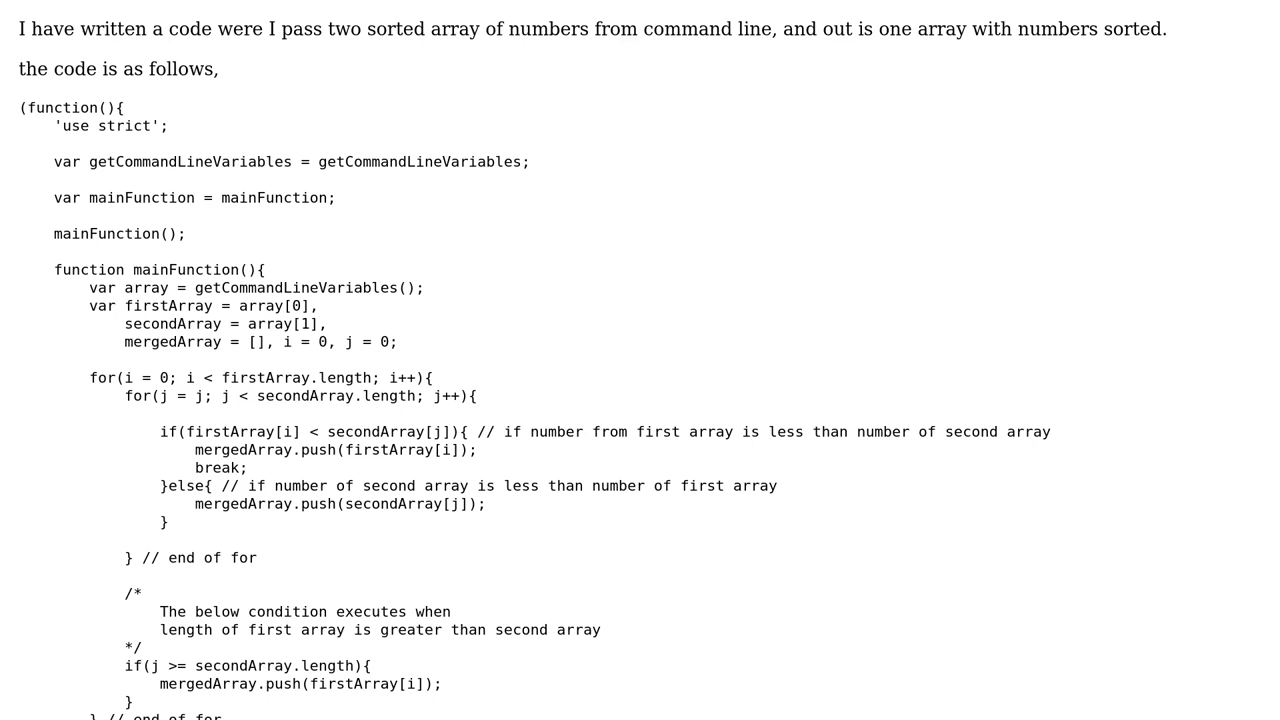 I have written a code were I pass two sorted array of numbers from command line, and out is one array with numbers sorted.
the code is as follows,
(function(){
    'use strict';
    var getCommandLineVariables = getCommandLineVariables;
    var mainFunction = mainFunction;
    mainFunction();
    function mainFunction(){
        var array = getCommandLineVariables();
        var firstArray = array[0],
            secondArray = array[1],
            mergedArray = [], i = 0, j = 0;
        for(i = 0; i < firstArray.length; i++){
            for(j = j; j < secondArray.length; j++){
                if(firstArray[i] < secondArray[j]){ // if number from first array is less than number of second array
                    mergedArray.push(firstArray[i]);
                    break;
                }else{ // if number of second array is less than number of first array
                    mergedArray.push(secondArray[j]);
                }
            } // end of for
            /*
                The below condition executes when
                length of first array is greater than second array
            */
            if(j >= secondArray.length){
                mergedArray.push(firstArray[i]);
            }
        } // end of for